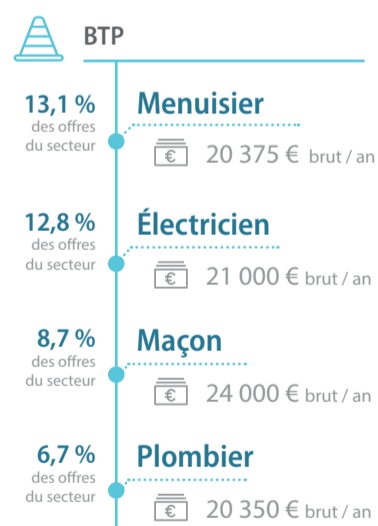 BTP
13,1 %
des offres
du secteur
Menuisier
€ 20 375 € brut / an
12,8 %
des offres
du secteur
Électricien
€ 21 000 € brut / an
8,7 %
des offres
du secteur
Maçon
€ 24 000 € brut / an
6,7 %
des offres
du secteur
Plombier
€ 20 350 € brut / an